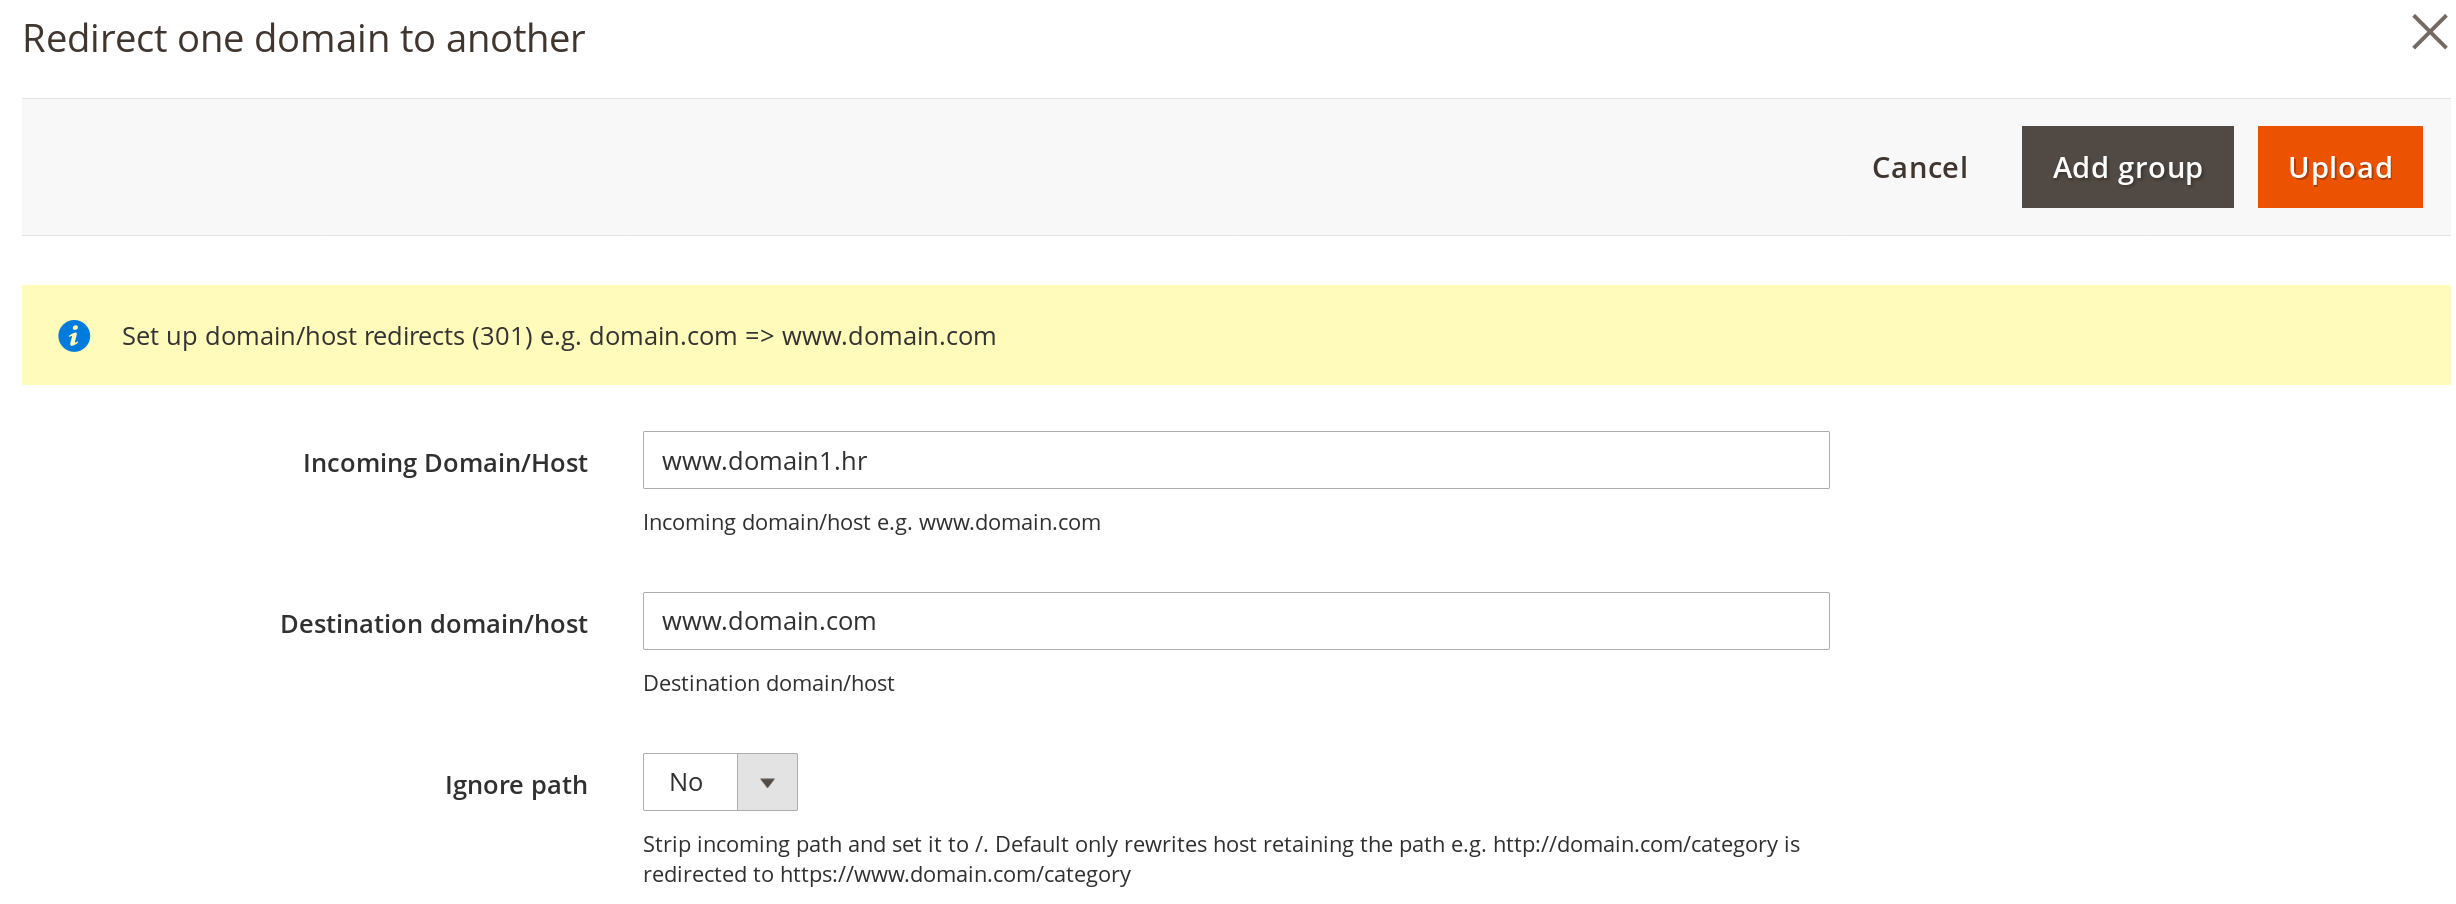 Redirect one domain to another
Cancel
Add group
Upload
Set up domain/host redirects (301) e.g. domain.com => www.domain.com
Incoming Domain/Host
www.domain1.hr
Incoming domain/host e.g. www.domain.com
Destination domain/host
www.domain.com
Destination domain/host
Ignore path
No
Strip incoming path and set it to /. Default only rewrites host retaining the path e.g. http://domain.com/category is
redirected to https://www.domain.com/category